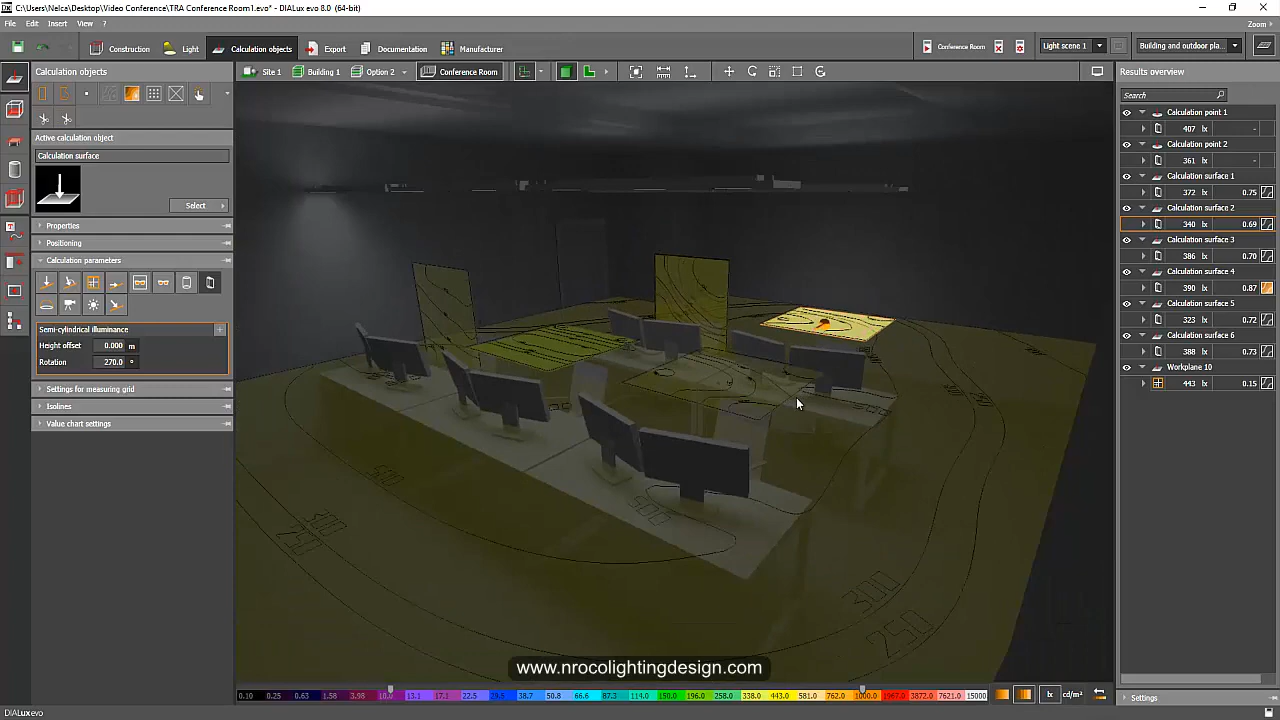 C:\Users\Nelca\Desktop\Video Conference\TRA Conference Room1.evo* - DIALux evo 8.0 (64-bit)
File Edit Insert View ?
Zoom
Construction Light Calculation objects Export Documentation Manufacturer
Conference Room Light scene 1 Building and outdoor pla...
Calculation objects
Site 1 Building 1 Option 2 Conference Room
Results overview
Search
Active calculation object
Calculation surface
Select
Properties
Positioning
Calculation parameters
Semi-cylindrical illuminance
Height offset 0.000 m
Rotation 270.0 °
Settings for measuring grid
Isolines
Value chart settings
Calculation point 1
407 lx -
Calculation point 2
361 lx -
Calculation surface 1
372 lx 0.75
Calculation surface 2
340 lx 0.69
Calculation surface 3
386 lx 0.70
Calculation surface 4
390 lx 0.87
Calculation surface 5
323 lx 0.72
Calculation surface 6
388 lx 0.73
Workplane 10
443 lx 0.15
500
300
250
500
300
250
www.nrocolightingdesign.com
0.10 0.25 0.63 1.58 3.98 10.0 13.1 17.1 22.5 29.5 38.7 50.8 66.6 87.3 114.0 150.0 196.0 258.0 338.0 443.0 581.0 762.0 1000.0 1967.0 3872.0 7621.0 15000
lx cd/m²
Settings
DIALux evo